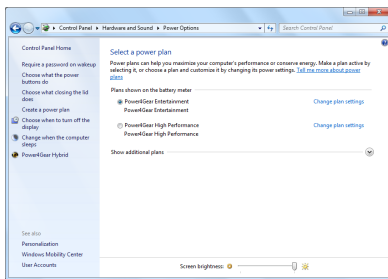 Control Panel
Hardware and Sound
Power Options
Search Control Panel
Control Panel Home
Require a password on wakeup
Choose what the power
buttons do
Choose what closing the lid
does
Create a power plan
Choose when to turn off the
display
Change when the computer
sleeps
Power4Gear Hybrid
See also
Personalization
Windows Mobility Center
User Accounts
Select a power plan
Power plans can help you maximize your computer's performance or conserve energy. Make a plan active by
selecting it, or choose a plan and customize it by changing its power settings. Tell me more about power
plans
Plans shown on the battery meter
Power4Gear Entertainment
Change plan settings
Power4Gear Entertainment
Power4Gear High Performance
Change plan settings
Power4Gear High Performance
Show additional plans
Screen brightness: